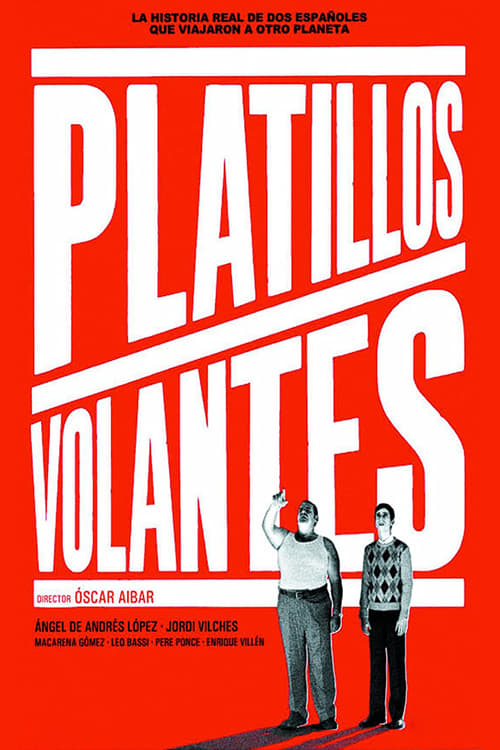 LA HISTORIA REAL DE DOS ESPAÑOLES
QUE VIAJARON A OTRO PLANETA
PLATILLOS
VOLANTES
DIRECTOR ÓSCAR AIBAR
ÁNGEL DE ANDRÉS LÓPEZ · JORDI VILCHES
MACARENA GÓMEZ · LEO BASSI · PERE PONCE · ENRIQUE VILLÉN